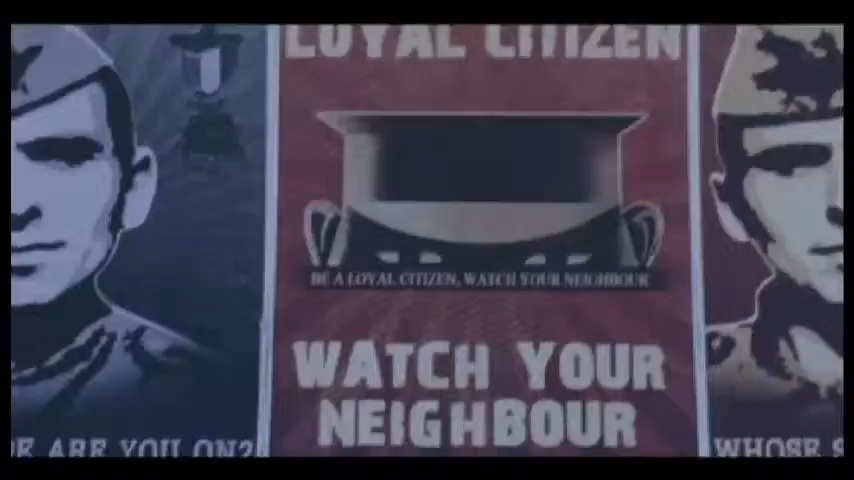 LOYAL CITIZEN
BE A LOYAL CITIZEN, WATCH YOUR NEIGHBOUR
WATCH YOUR
NEIGHBOUR
ARE YOU ON?
WHOSE